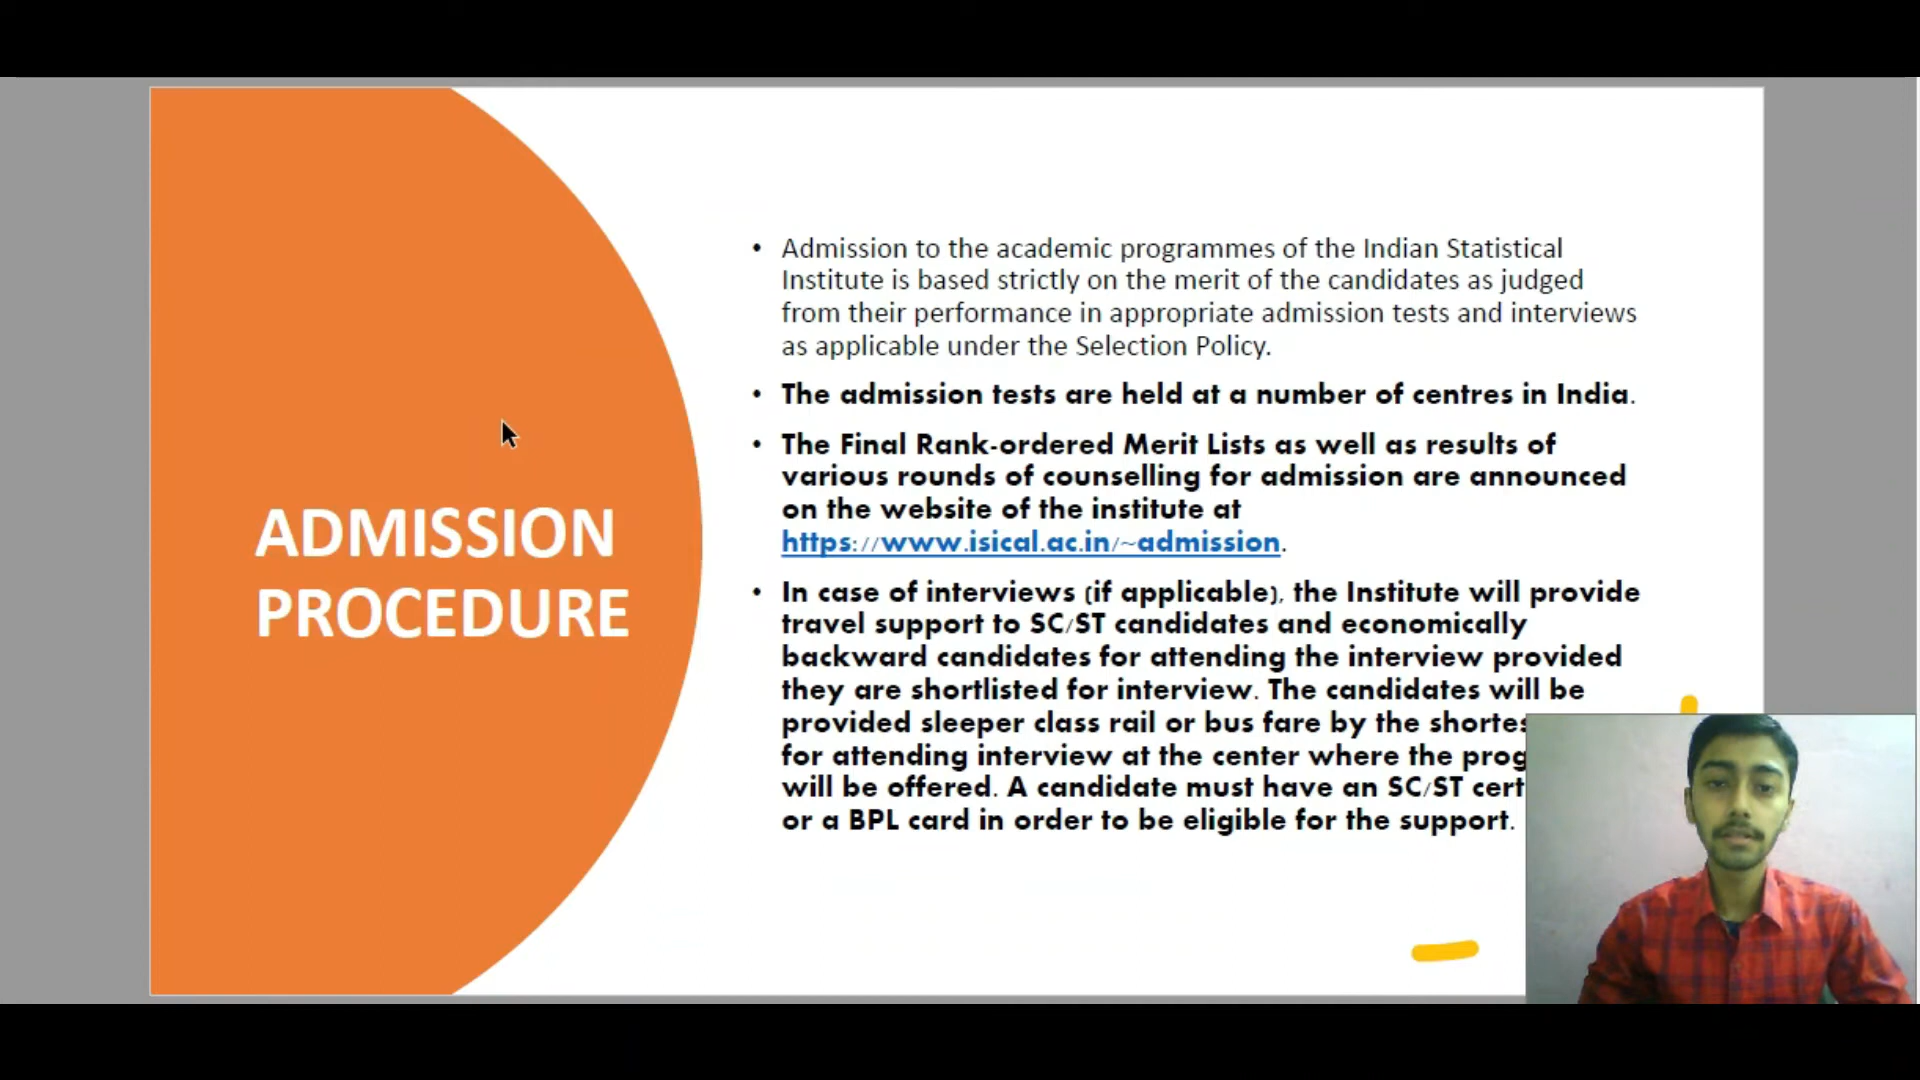 ADMISSION
PROCEDURE
• Admission to the academic programmes of the Indian Statistical
Institute is based strictly on the merit of the candidates as judged
from their performance in appropriate admission tests and interviews
as applicable under the Selection Policy.
• The admission tests are held at a number of centres in India.
• The Final Rank-ordered Merit Lists as well as results of
various rounds of counselling for admission are announced
on the website of the institute at
https://www.isical.ac.in/~admission.
• In case of interviews (if applicable), the Institute will provide
travel support to SC/ST candidates and economically
backward candidates for attending the interview provided
they are shortlisted for interview. The candidates will be
provided sleeper class rail or bus fare by the
for attending interview at the center where the
will be offered. A candidate must have an SC/ST
or a BPL card in order to be eligible for the support.